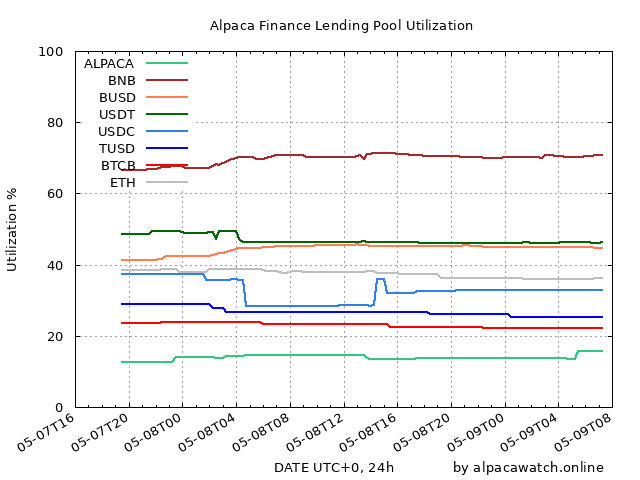 Alpaca Finance Lending Pool Utilization
Utilization %
100
80
60
40
20
0
ALPACA
BNB
BUSD
USDT
USDC
TUSD
BTCB
ETH
05-07T16
05-07T20
05-08T00
05-08T04
05-08T08
05-08T12
05-08T16
05-08T20
05-09T00
05-09T04
05-09T08
DATE UTC+0, 24h
by alpacawatch.online